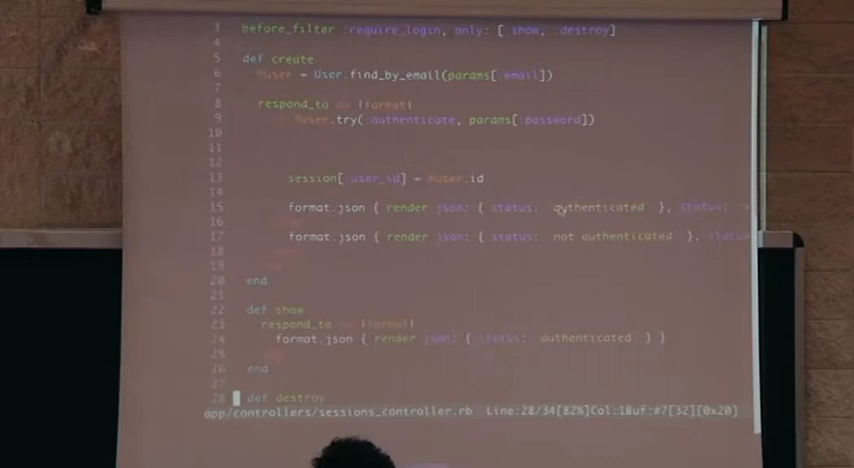 3 before_filter :require_login, only: [ :show, :destroy]
4
5 def create
6 @user = User.find_by_email(params[:email])
7
8 respond_to do |format|
9 @user.try(:authenticate, params[:password])
10
11
12
13 session[:user_id] = @user.id
14
15 format.json { render json: { status: 'authenticated' }, status:
16
17 format.json { render json: { status: 'not authenticated' }, status
18
19
20 end
21
22 def show
23 respond_to do |format|
24 format.json { render json: { status: 'authenticated' } }
25
26 end
27
28 def destroy
app/controllers/sessions_controller.rb Line:28/34[82%]Col:1Buf:#7[32][0x20]